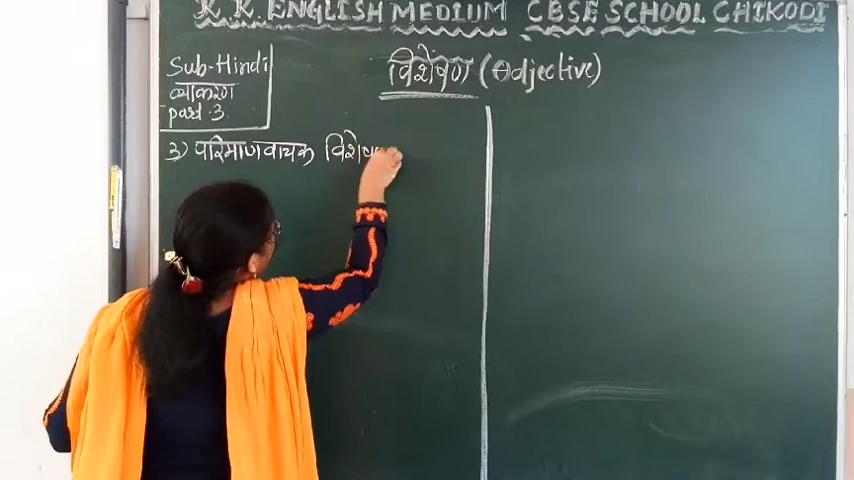 K.K.ENGLISH MEDIUM CBSE SCHOOL CHIKODI
Sub-Hindi
व्याकरण
part-3
विशेषण (Adjective)
3) परिमाणवाचक विशेष